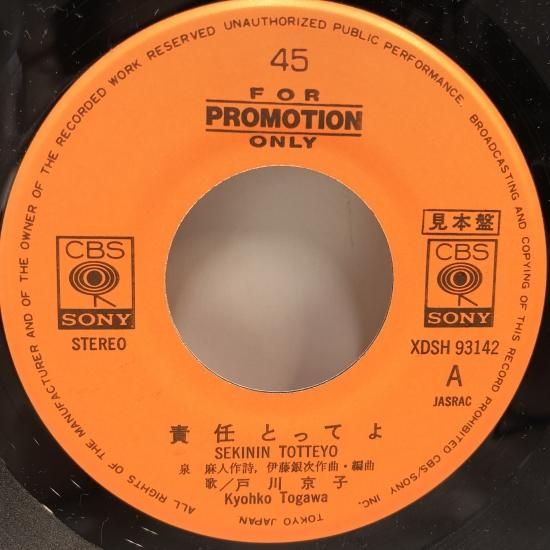 ALL RIGHTS OF THE MANUFACTURER AND OF THE OWNER OF THE RECORDED WORK RESERVED UNAUTHORIZED PUBLIC PERFORMANCE. BROADCASTING AND COPYING OF THIS RECORD PROHIBITED CBS/SONY INC. TOKYO JAPAN
45
FOR
PROMOTION
ONLY
見本盤
CBS
SONY
STEREO
CBS
SONY
XDSH 93142
A
JASRAC
責任とってよ
SEKININ TOTTEYO
泉 麻人作詩, 伊藤銀次作曲・編曲
歌/戸川京子
Kyohko Togawa